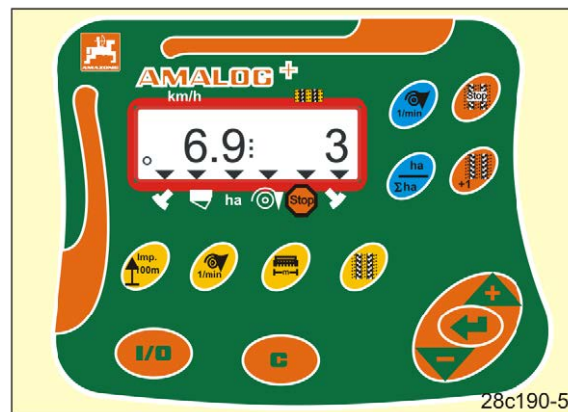 AMAZONE
AMALOG +
km/h
6.9 3
ha Stop
1/min
Stop
ha
Σha
+1
Imp.
100m
1/min
m
+
I/O
C
−
28c190-5